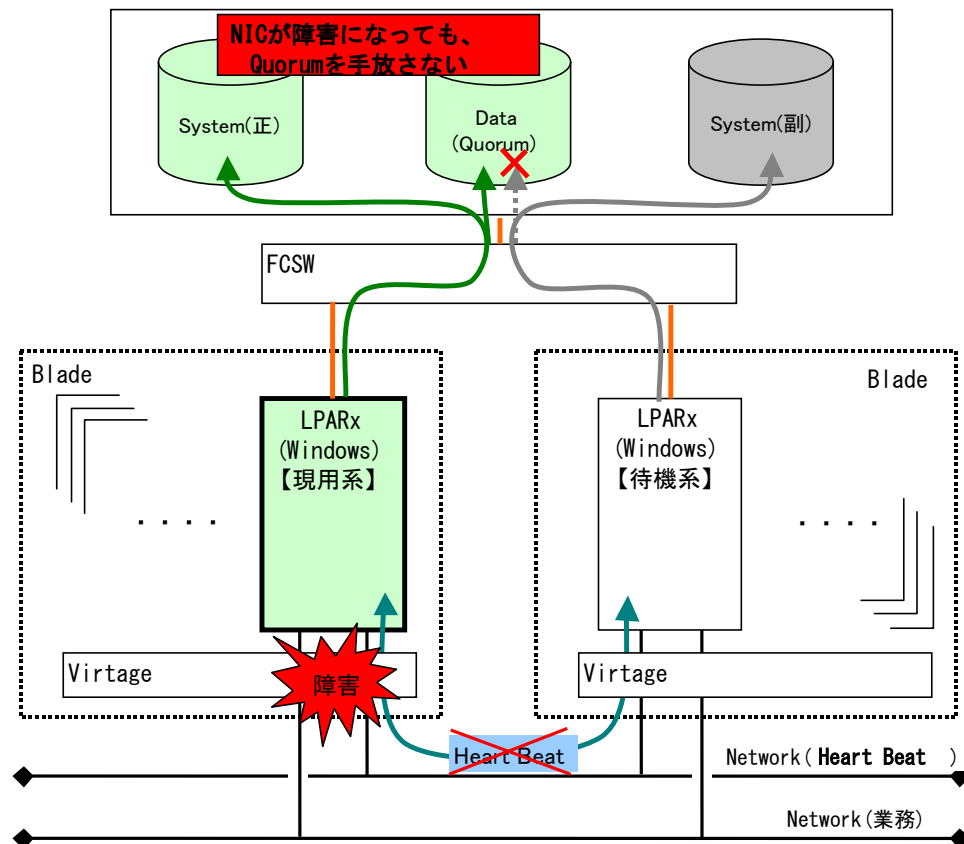 NICが障害になっても、
Quorumを手放さない
System(正)
Data
(Quorum)
System(副)
FCSW
Blade
Blade
LPARx
(Windows)
【現用系】
LPARx
(Windows)
【待機系】
． ． ． ．
． ． ． ．
Virtage
障害
Virtage
Heart Beat
Network( Heart Beat )
Network(業務)